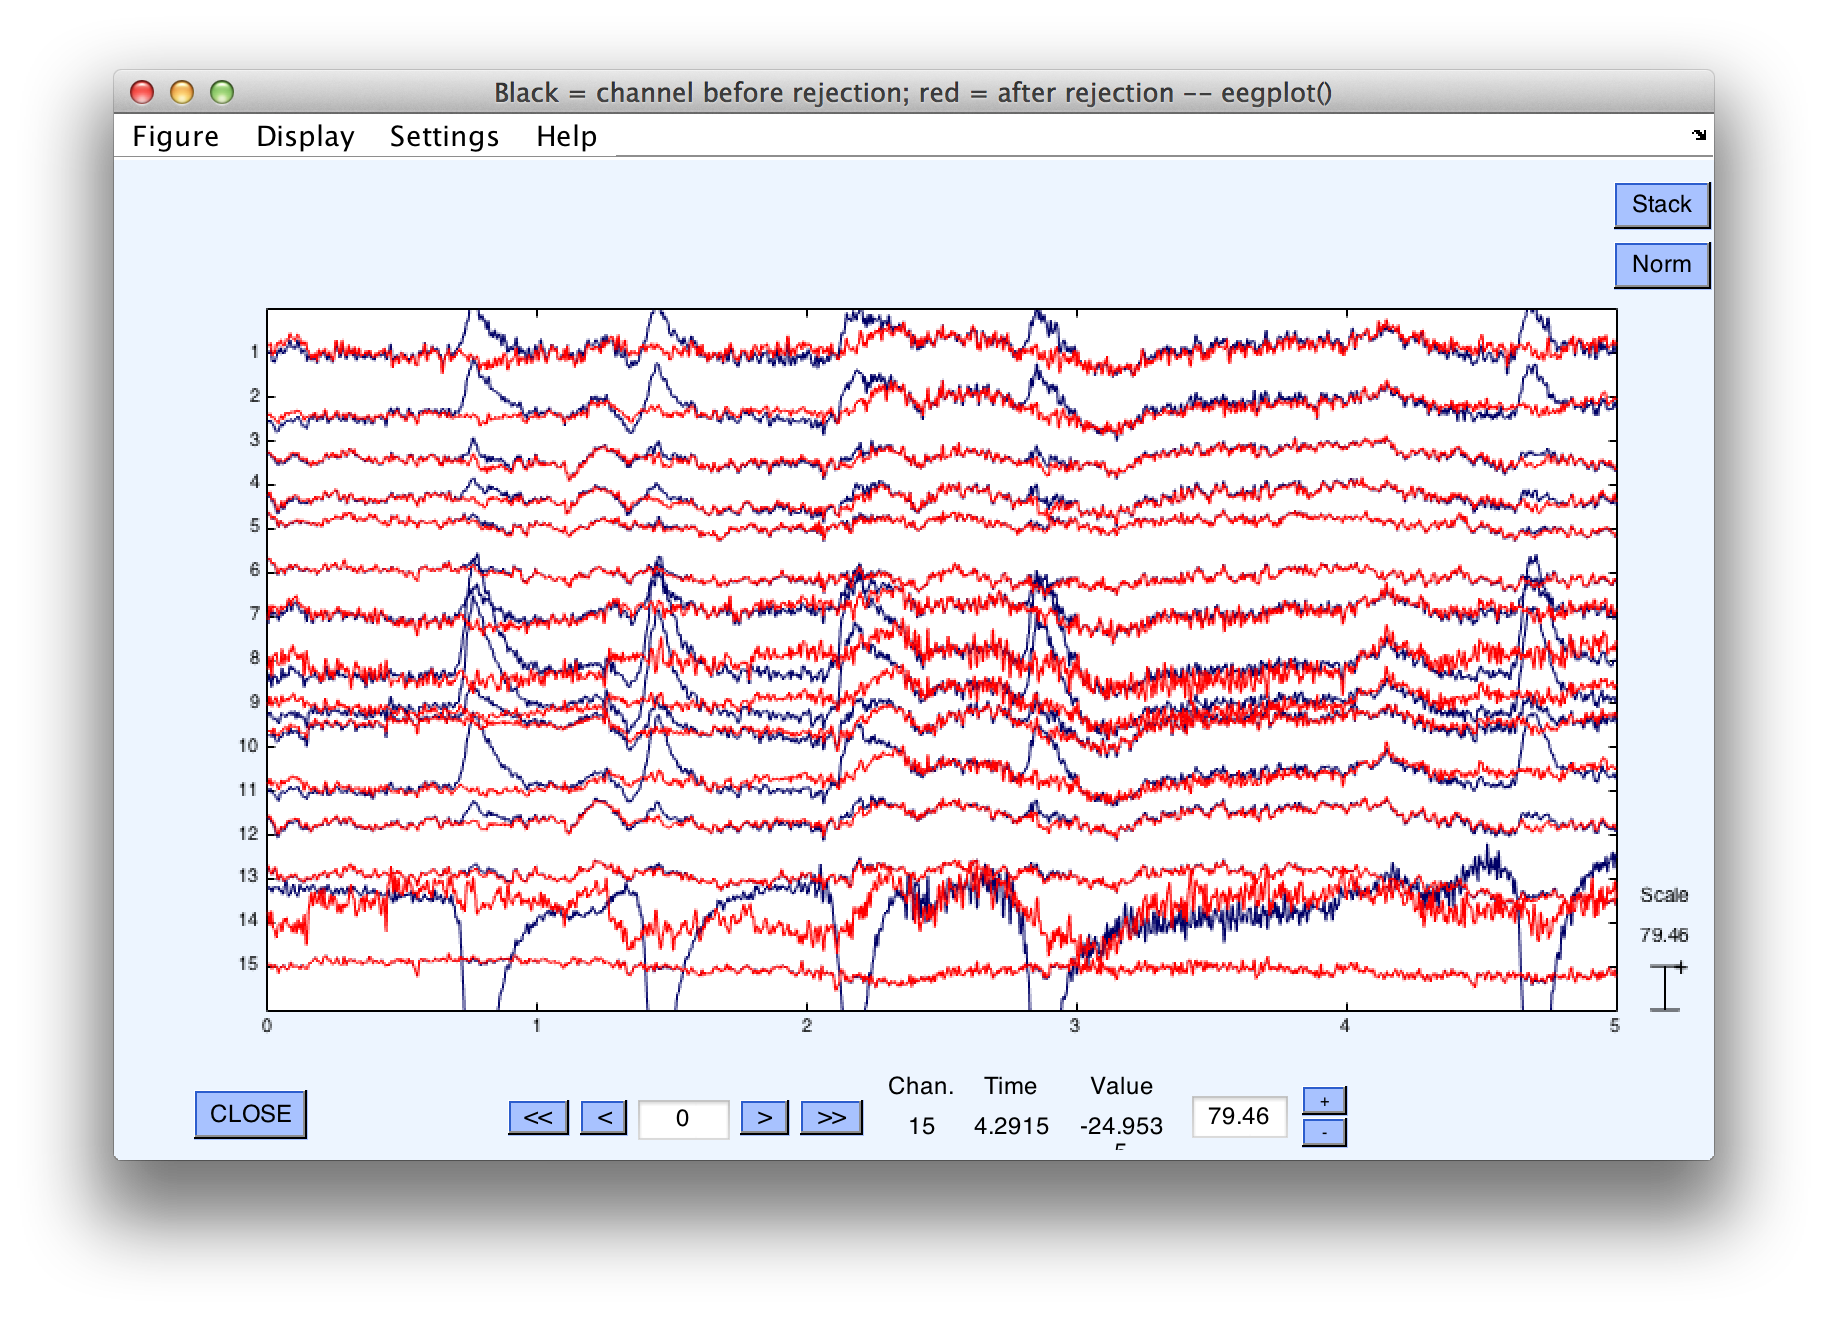 Black = channel before rejection; red = after rejection -- eegplot()
Figure Display Settings Help
Stack
Norm
1
2
3
4
5
6
7
8
9
10
11
12
13
14
15
0 1 2 3 4 5
Scale
79.46
+
CLOSE
<< < 0 > >>
Chan. Time Value
15 4.2915 -24.953
79.46
+
-